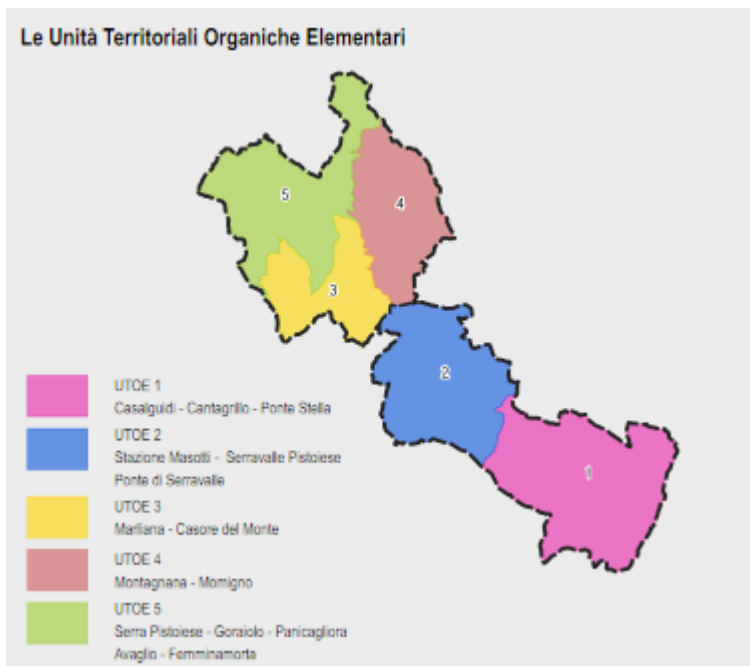 Le Unità Territoriali Organiche Elementari
5
4
3
2
1
UTOE 1
Casalguidi - Cantagrillo - Ponte Stella
UTOE 2
Stazione Masotti - Serravalle Pistoiese
Ponte di Serravalle
UTOE 3
Marliana - Casore del Monte
UTOE 4
Montagnana - Momigno
UTOE 5
Serra Pistoiese - Goraiolo - Panicagliora
Avaglio - Femminamorta